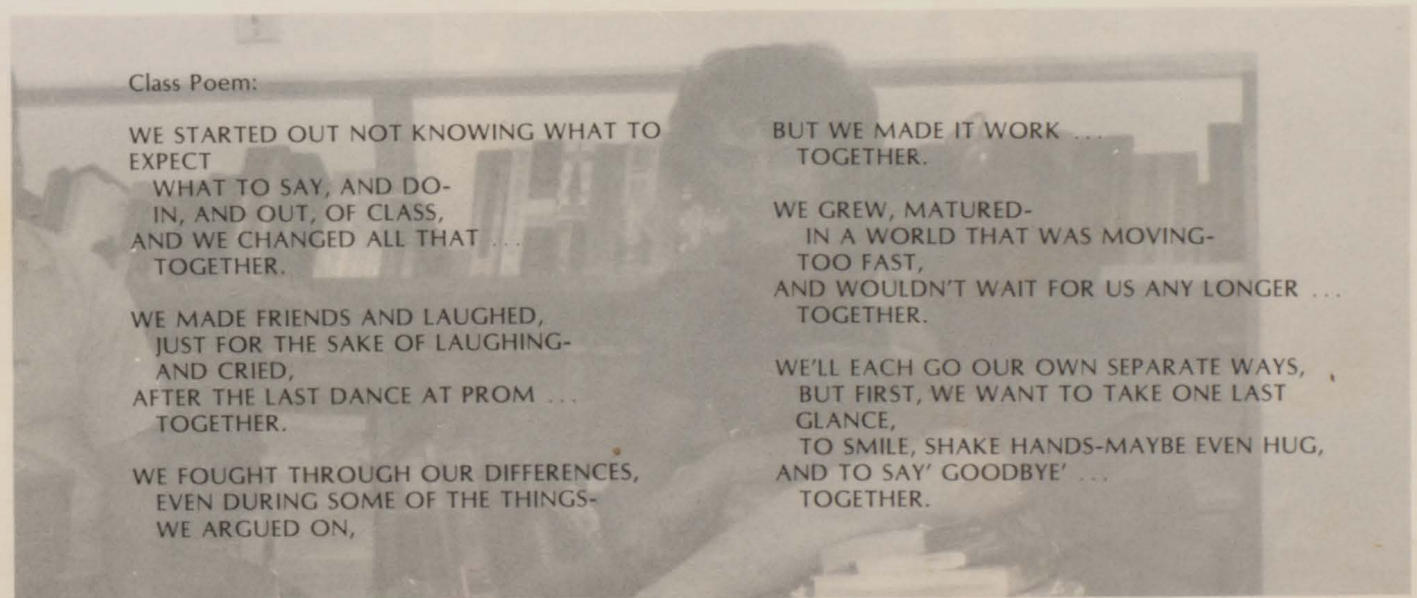 Class Poem:
WE STARTED OUT NOT KNOWING WHAT TO
EXPECT
WHAT TO SAY, AND DO-
IN, AND OUT, OF CLASS,
AND WE CHANGED ALL THAT ...
TOGETHER.
WE MADE FRIENDS AND LAUGHED,
JUST FOR THE SAKE OF LAUGHING-
AND CRIED,
AFTER THE LAST DANCE AT PROM ...
TOGETHER.
WE FOUGHT THROUGH OUR DIFFERENCES,
EVEN DURING SOME OF THE THINGS-
WE ARGUED ON,
BUT WE MADE IT WORK ...
TOGETHER.
WE GREW, MATURED-
IN A WORLD THAT WAS MOVING-
TOO FAST,
AND WOULDN'T WAIT FOR US ANY LONGER ...
TOGETHER.
WE'LL EACH GO OUR OWN SEPARATE WAYS,
BUT FIRST, WE WANT TO TAKE ONE LAST
GLANCE,
TO SMILE, SHAKE HANDS-MAYBE EVEN HUG,
AND TO SAY' GOODBYE' ...
TOGETHER.